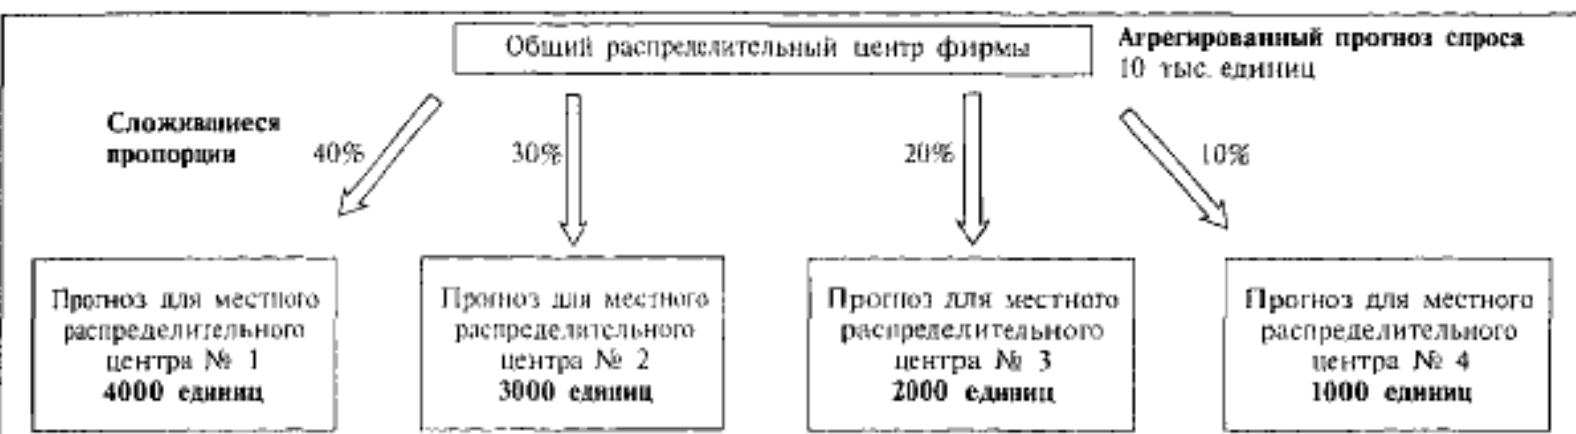 Общий распределительный центр фирмы
Агрегированный прогноз спроса
10 тыс. единиц
Сложившиеся
пропорции
40%
30%
20%
10%
Прогноз для местного
распределительного
центра № 1
4000 единиц
Прогноз для местного
распределительного
центра № 2
3000 единиц
Прогноз для местного
распределительного
центра № 3
2000 единиц
Прогноз для местного
распределительного
центра № 4
1000 единиц